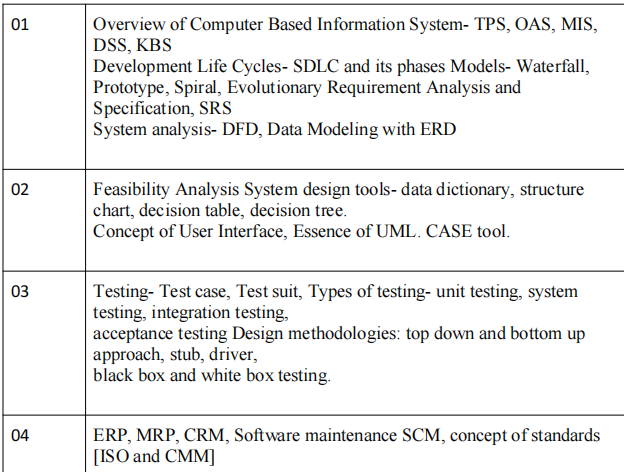 01
Overview of Computer Based Information System- TPS, OAS, MIS,
DSS, KBS
Development Life Cycles- SDLC and its phases Models- Waterfall,
Prototype, Spiral, Evolutionary Requirement Analysis and
Specification, SRS
System analysis- DFD, Data Modeling with ERD
02
Feasibility Analysis System design tools- data dictionary, structure
chart, decision table, decision tree.
Concept of User Interface, Essence of UML. CASE tool.
03
Testing- Test case, Test suit, Types of testing- unit testing, system
testing, integration testing,
acceptance testing Design methodologies: top down and bottom up
approach, stub, driver,
black box and white box testing.
04
ERP, MRP, CRM, Software maintenance SCM, concept of standards
[ISO and CMM]